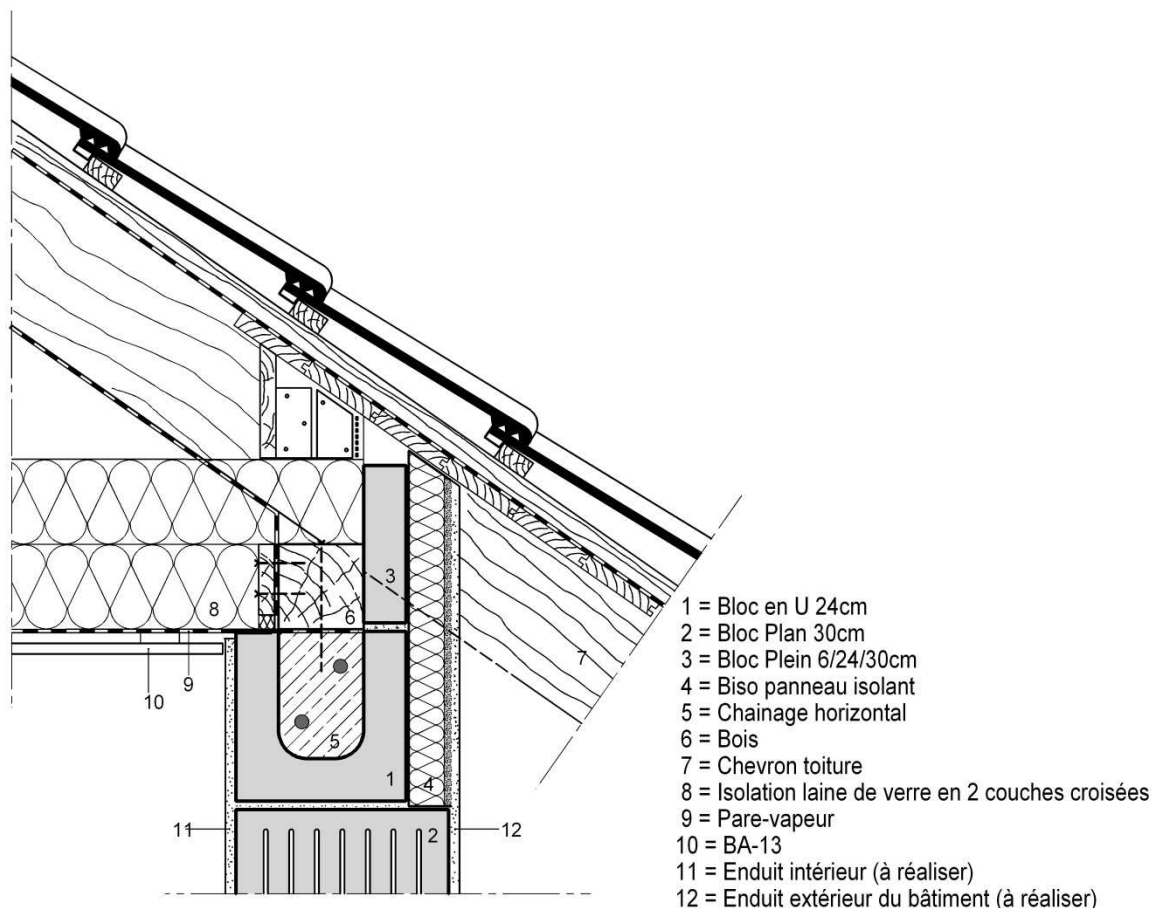 3
8
6
7
10
9
5
1
4
11
2
12
1 = Bloc en U 24cm
2 = Bloc Plan 30cm
3 = Bloc Plein 6/24/30cm
4 = Biso panneau isolant
5 = Chainage horizontal
6 = Bois
7 = Chevron toiture
8 = Isolation laine de verre en 2 couches croisées
9 = Pare-vapeur
10 = BA-13
11 = Enduit intérieur (à réaliser)
12 = Enduit extérieur du bâtiment (à réaliser)